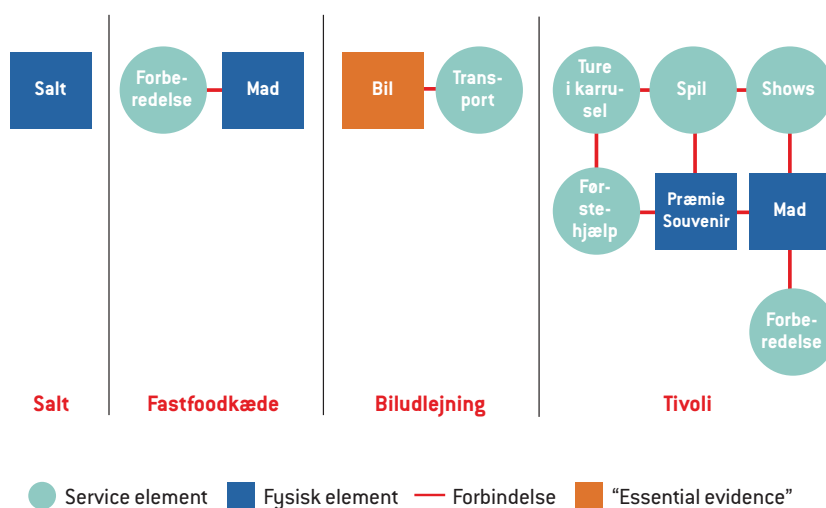 Salt
Forbe-
redelse
Mad
Bil
Trans-
port
Ture
i karru-
sel
Spil
Shows
Før-
ste-
hjælp
Præmie
Souvenir
Mad
Forbe-
redelse
Salt
Fastfoodkæde
Biludlejning
Tivoli
Service element
Fysisk element
Forbindelse
“Essential evidence”